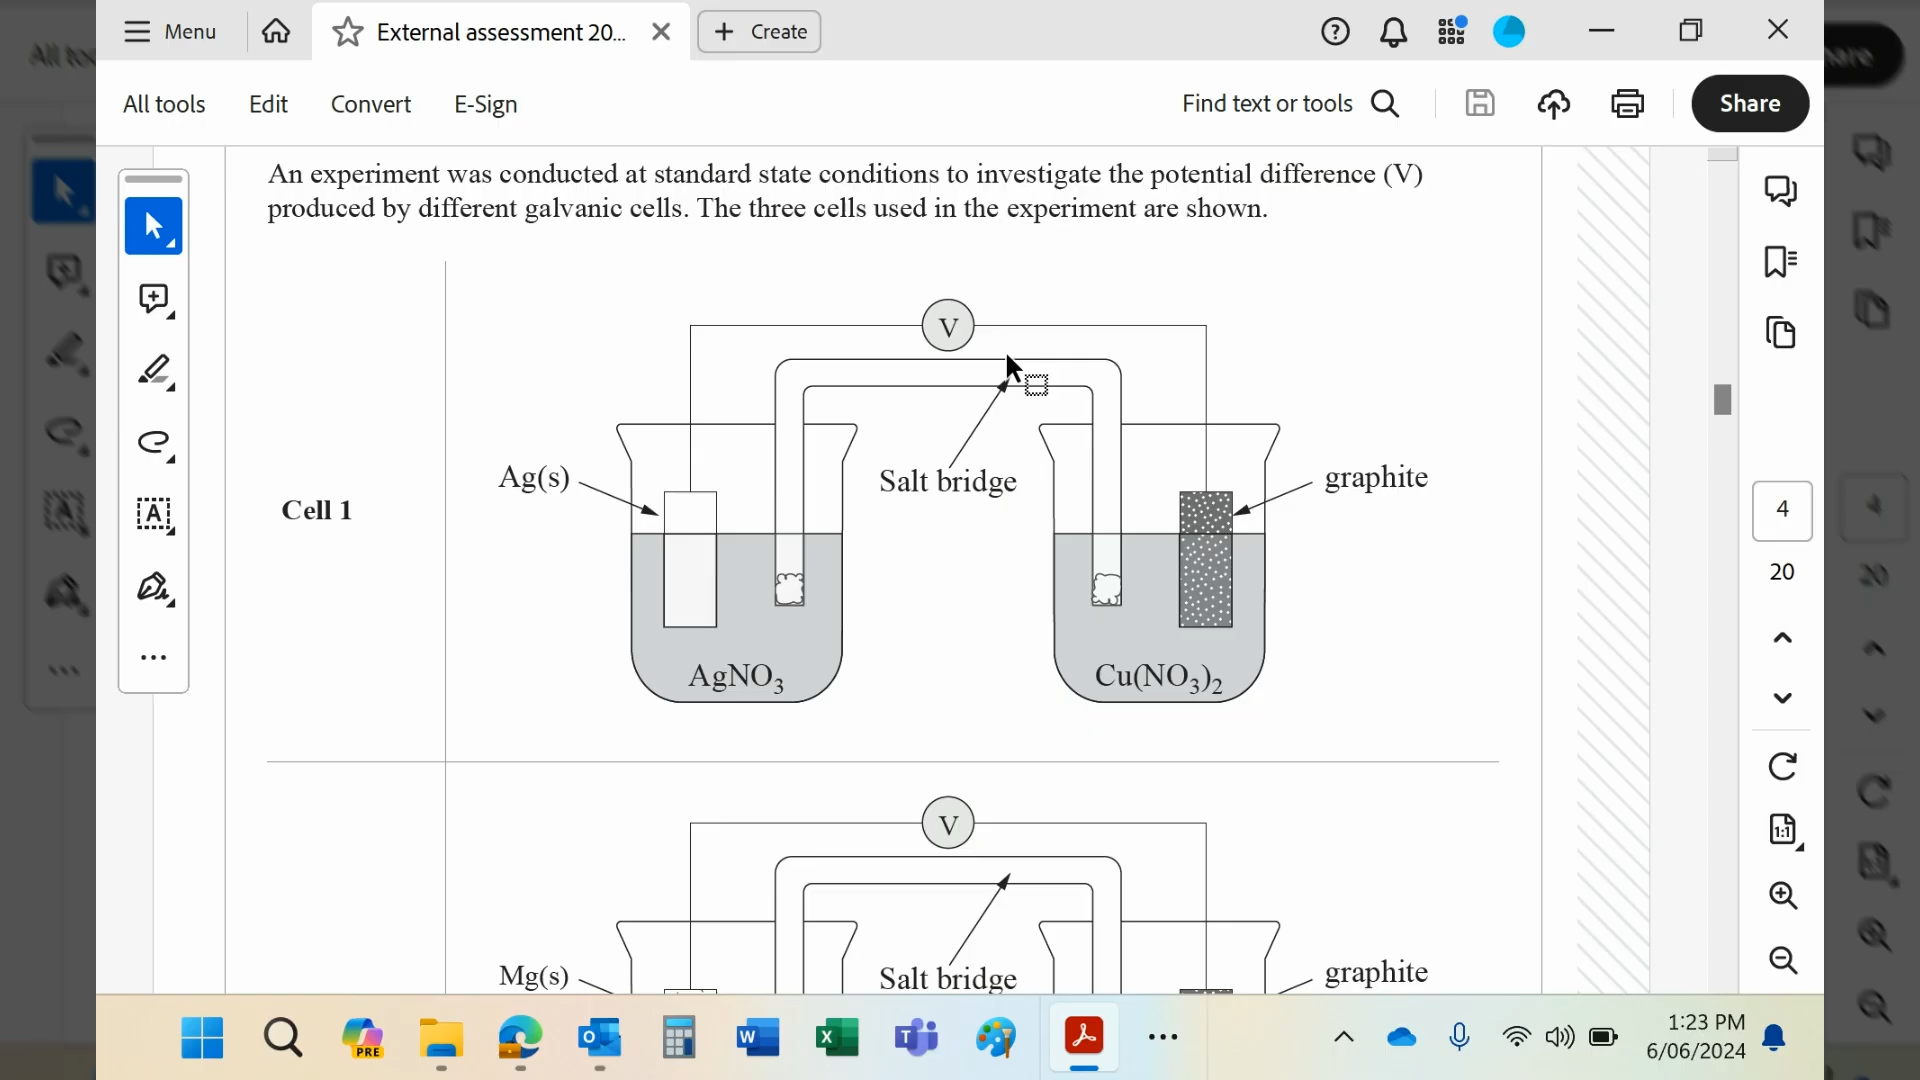 Menu
External assessment 20...
Create
All tools
Edit
Convert
E-Sign
Find text or tools
Share
An experiment was conducted at standard state conditions to investigate the potential difference (V)
produced by different galvanic cells. The three cells used in the experiment are shown.
V
Ag(s)
Salt bridge
graphite
Cell 1
AgNO₃
Cu(NO₃)₂
V
Mg(s)
Salt bridge
graphite
4
20
1:23 PM
6/06/2024